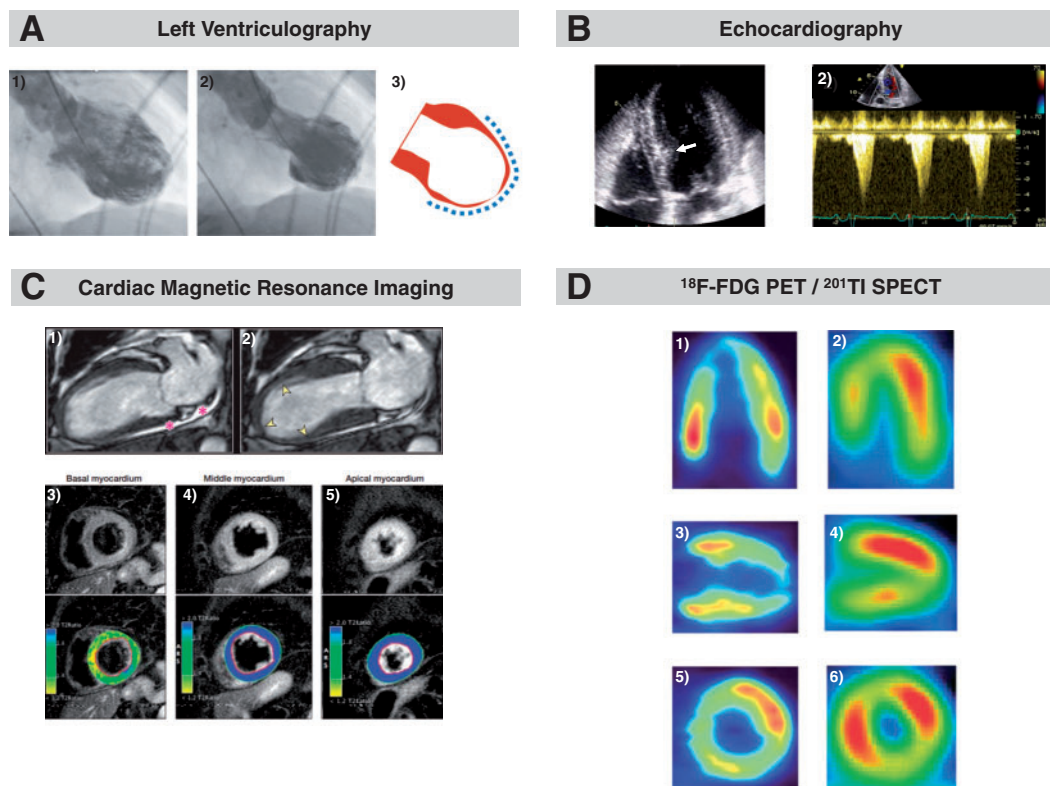 A Left Ventriculography
1) 2) 3)
B Echocardiography
2)
C Cardiac Magnetic Resonance Imaging
1) 2)
Basal myocardium Middle myocardium Apical myocardium
3) 4) 5)
D ¹⁸F-FDG PET / ²⁰¹Tl SPECT
1) 2)
3) 4)
5) 6)